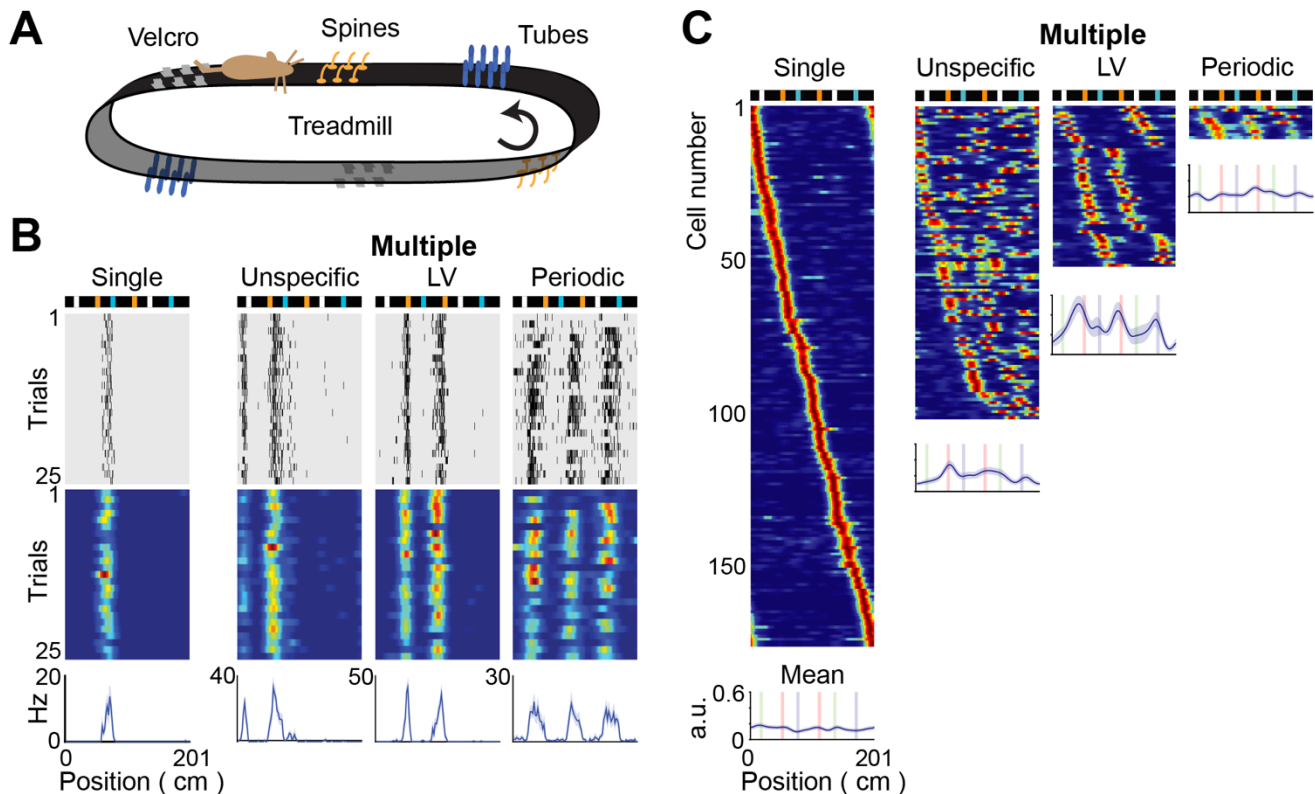 A
Velcro
Spines
Tubes
Treadmill
B
Multiple
Single
Unspecific
LV
Periodic
1
Trials
25
1
Trials
25
20
Hz
0
40
50
30
0
201
Position ( cm )
C
Multiple
Single
Unspecific
LV
Periodic
1
Cell number
50
100
150
Mean
0.6
a.u.
0
0
201
Position ( cm )